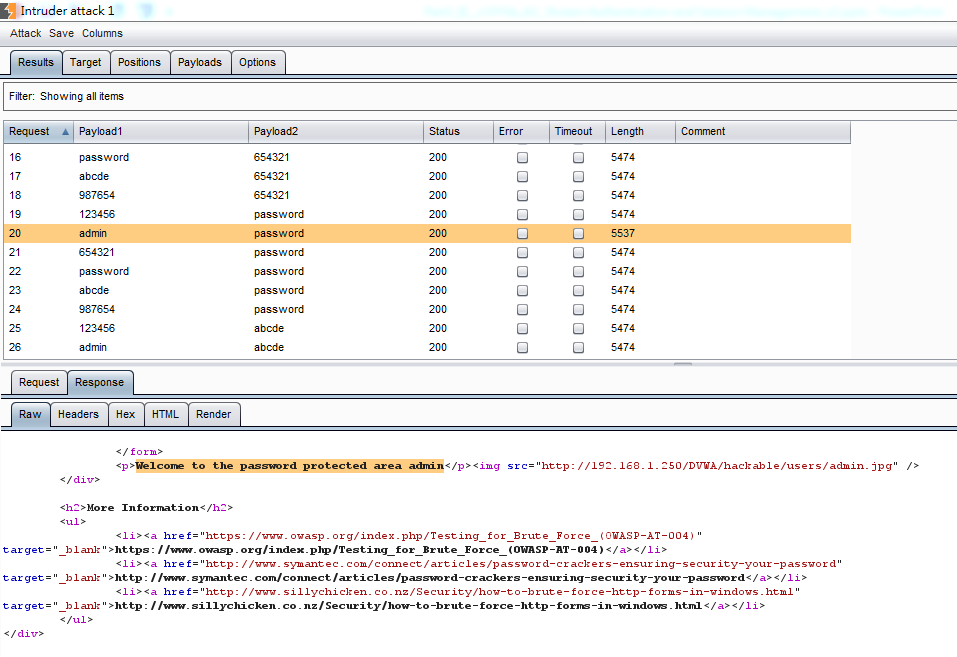 Intruder attack 1
Attack Save Columns
Results Target Positions Payloads Options
Filter: Showing all items
Request Payload1 Payload2 Status Error Timeout Length Comment
16 password 654321 200 5474
17 abcde 654321 200 5474
18 987654 654321 200 5474
19 123456 password 200 5474
20 admin password 200 5537
21 654321 password 200 5474
22 password password 200 5474
23 abcde password 200 5474
24 987654 password 200 5474
25 123456 abcde 200 5474
26 admin abcde 200 5474
Request Response
Raw Headers Hex HTML Render
</form>
<p>Welcome to the password protected area admin</p><img src="http://192.168.1.250/DVWA/hackable/users/admin.jpg" />
</div>
<h2>More Information</h2>
<ul>
<li><a href="https://www.owasp.org/index.php/Testing_for_Brute_Force_(OWASP-AT-004)"
target="_blank">https://www.owasp.org/index.php/Testing_for_Brute_Force_(OWASP-AT-004)</a></li>
<li><a href="http://www.symantec.com/connect/articles/password-crackers-ensuring-security-your-password"
target="_blank">http://www.symantec.com/connect/articles/password-crackers-ensuring-security-your-password</a></li>
<li><a href="http://www.sillychicken.co.nz/Security/how-to-brute-force-http-forms-in-windows.html"
target="_blank">http://www.sillychicken.co.nz/Security/how-to-brute-force-http-forms-in-windows.html</a></li>
</ul>
</div>